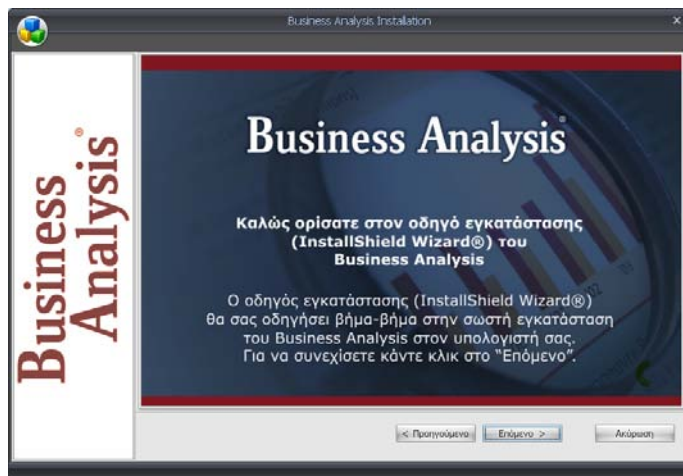 Business Analysis Installation
Business
Analysis®
Business Analysis®
Καλώς ορίσατε στον οδηγό εγκατάστασης
(InstallShield Wizard®) του
Business Analysis
Ο οδηγός εγκατάστασης (InstallShield Wizard®)
θα σας οδηγήσει βήμα-βήμα στην σωστή εγκατάσταση
του Business Analysis στον υπολογιστή σας.
Για να συνεχίσετε κάντε κλικ στο “Επόμενο”.
< Προηγούμενο
Επόμενο >
Ακύρωση